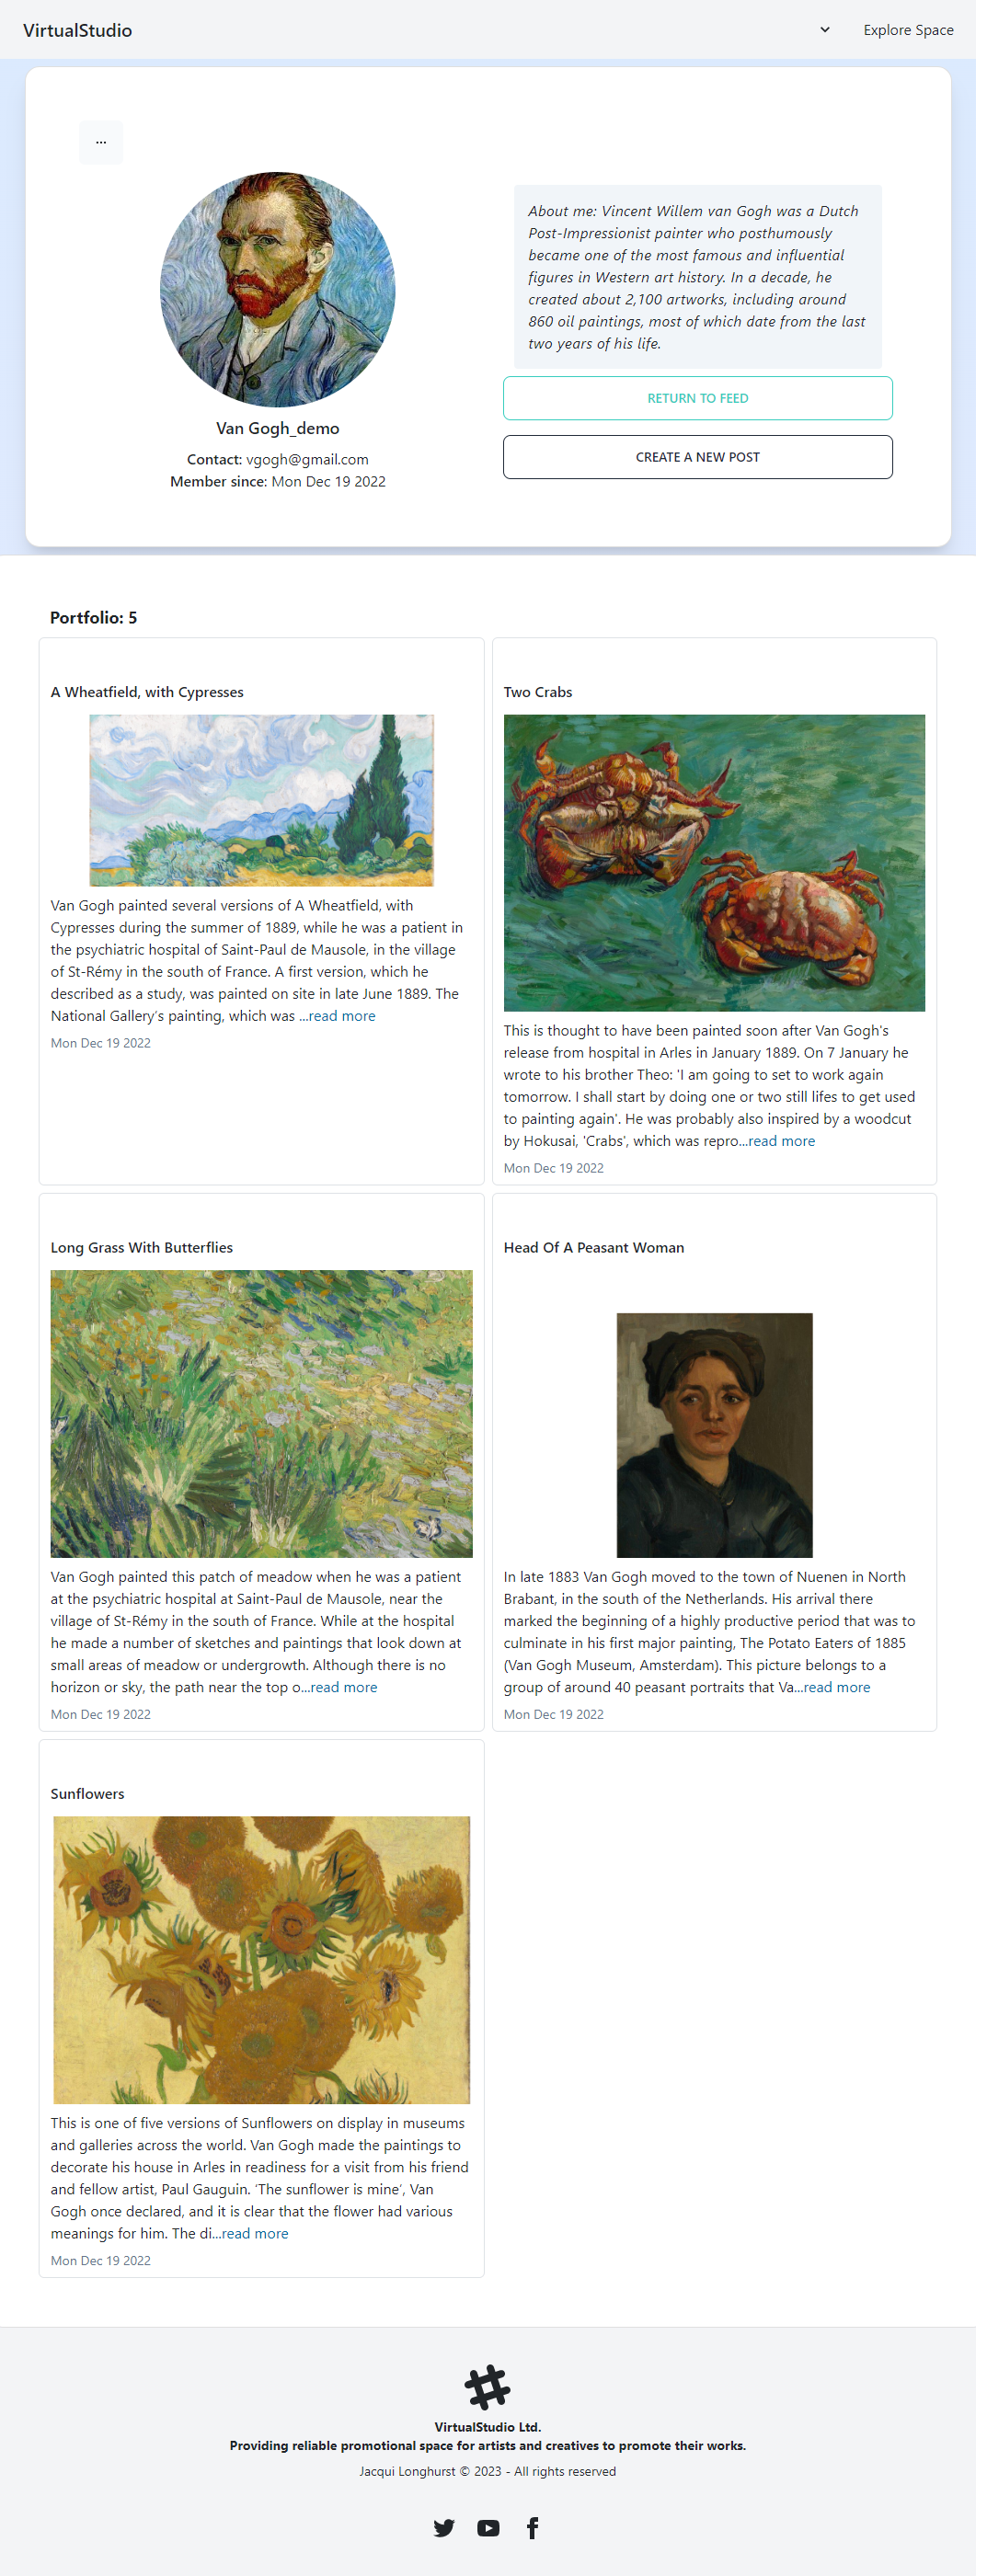 VirtualStudio
Explore Space
...
About me: Vincent Willem van Gogh was a Dutch
Post-Impressionist painter who posthumously
became one of the most famous and influential
figures in Western art history. In a decade, he
created about 2,100 artworks, including around
860 oil paintings, most of which date from the last
two years of his life.
RETURN TO FEED
CREATE A NEW POST
Van Gogh_demo
Contact: vgogh@gmail.com
Member since: Mon Dec 19 2022
Portfolio: 5
A Wheatfield, with Cypresses
Van Gogh painted several versions of A Wheatfield, with
Cypresses during the summer of 1889, while he was a patient in
the psychiatric hospital of Saint-Paul de Mausole, in the village
of St-Rémy in the south of France. A first version, which he
described as a study, was painted on site in late June 1889. The
National Gallery's painting, which was ...read more
Mon Dec 19 2022
Two Crabs
This is thought to have been painted soon after Van Gogh's
release from hospital in Arles in January 1889. On 7 January he
wrote to his brother Theo: 'I am going to set to work again
tomorrow. I shall start by doing one or two still lifes to get used
to painting again'. He was probably also inspired by a woodcut
by Hokusai, 'Crabs', which was repro...read more
Mon Dec 19 2022
Long Grass With Butterflies
Van Gogh painted this patch of meadow when he was a patient
at the psychiatric hospital at Saint-Paul de Mausole, near the
village of St-Rémy in the south of France. While at the hospital
he made a number of sketches and paintings that look down at
small areas of meadow or undergrowth. Although there is no
horizon or sky, the path near the top o...read more
Mon Dec 19 2022
Head Of A Peasant Woman
In late 1883 Van Gogh moved to the town of Nuenen in North
Brabant, in the south of the Netherlands. His arrival there
marked the beginning of a highly productive period that was to
culminate in his first major painting, The Potato Eaters of 1885
(Van Gogh Museum, Amsterdam). This picture belongs to a
group of around 40 peasant portraits that Va...read more
Mon Dec 19 2022
Sunflowers
This is one of five versions of Sunflowers on display in museums
and galleries across the world. Van Gogh made the paintings to
decorate his house in Arles in readiness for a visit from his friend
and fellow artist, Paul Gauguin. 'The sunflower is mine', Van
Gogh once declared, and it is clear that the flower had various
meanings for him. The di...read more
Mon Dec 19 2022
VirtualStudio Ltd.
Providing reliable promotional space for artists and creatives to promote their works.
Jacqui Longhurst © 2023 - All rights reserved